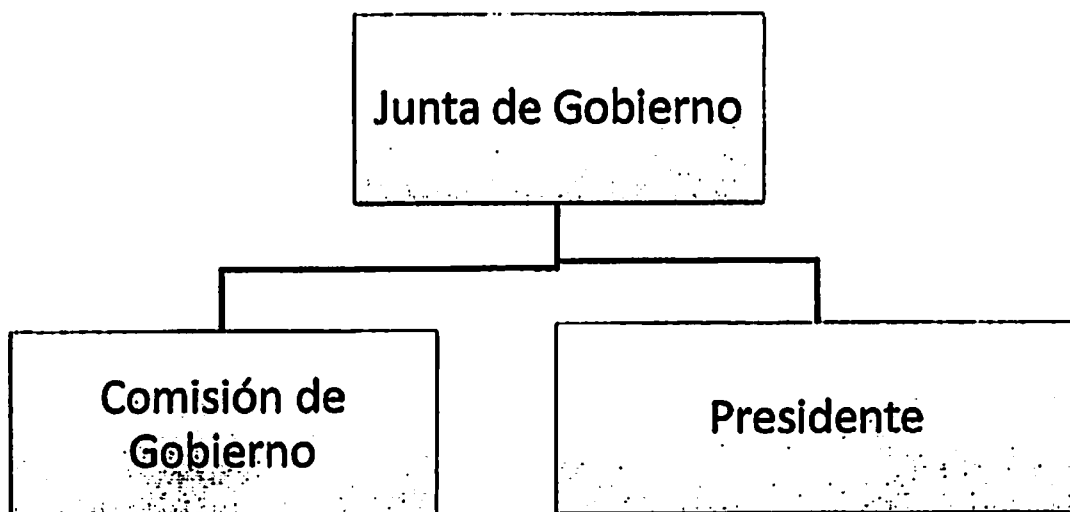 Junta de Gobierno
Comisión de
Gobierno
Presidente